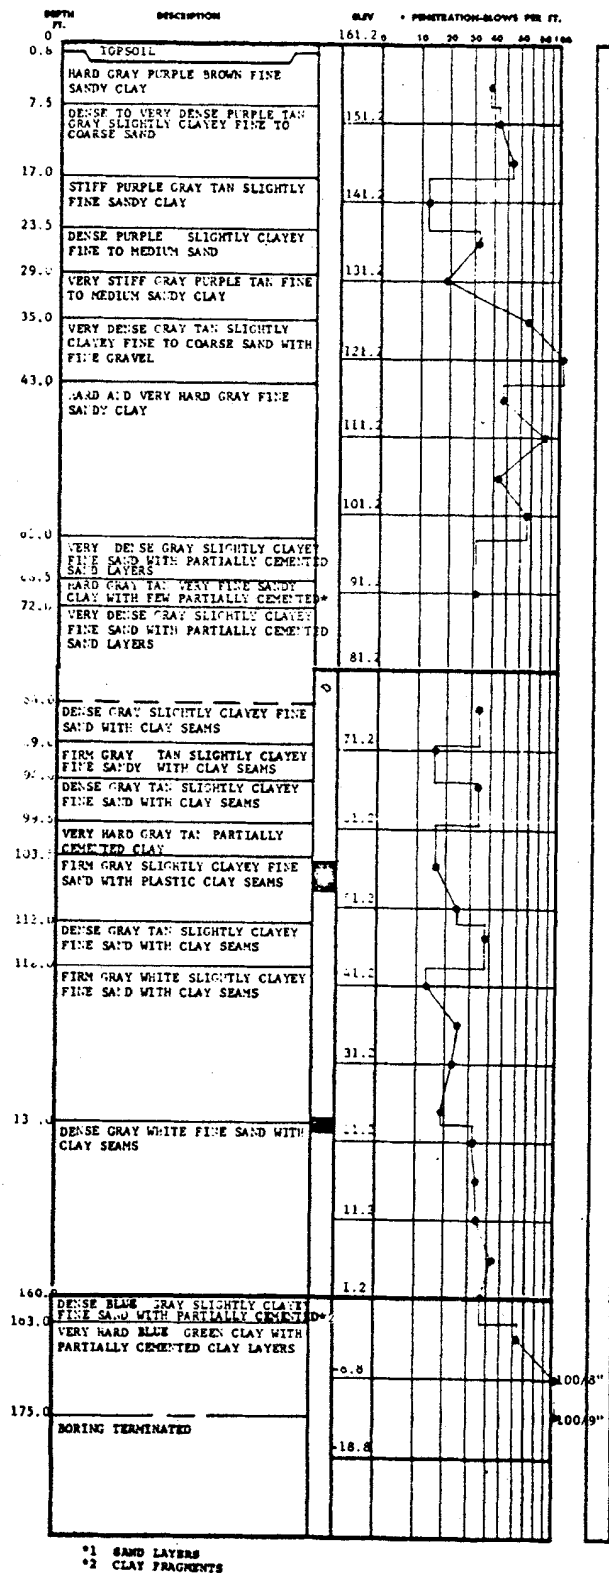 DEPTH FT. DESCRIPTION ELEV • PENETRATION-BLOWS PER FT.
0 161.2 0 10 20 30 40 60 80 100
0.8 TOPSOIL
HARD GRAY PURPLE BROWN FINE
SANDY CLAY
7.5
DENSE TO VERY DENSE PURPLE TAN
GRAY SLIGHTLY CLAYEY FINE TO
COARSE SAND
151.2
17.0
STIFF PURPLE GRAY TAN SLIGHTLY
FINE SANDY CLAY
141.2
23.5
DENSE PURPLE SLIGHTLY CLAYEY
FINE TO MEDIUM SAND
29.0
VERY STIFF GRAY PURPLE TAN FINE
TO MEDIUM SANDY CLAY
131.2
35.0
VERY DENSE GRAY TAN SLIGHTLY
CLAYEY FINE TO COARSE SAND WITH
FINE GRAVEL
121.2
43.0
HARD AND VERY HARD GRAY FINE
SANDY CLAY
111.2
101.2
VERY DENSE GRAY SLIGHTLY CLAYEY
FINE SAND WITH PARTIALLY CEMENTED
SAND LAYERS
HARD GRAY TAN VERY FINE SANDY
CLAY WITH FEW PARTIALLY CEMENTED*
91.2
72.0
VERY DENSE GRAY SLIGHTLY CLAYEY
FINE SAND WITH PARTIALLY CEMENTED
SAND LAYERS
81.2
DENSE GRAY SLIGHTLY CLAYEY FINE
SAND WITH CLAY SEAMS
71.2
FIRM GRAY TAN SLIGHTLY CLAYEY
FINE SANDY WITH CLAY SEAMS
DENSE GRAY TAN SLIGHTLY CLAYEY
FINE SAND WITH CLAY SEAMS
99.5
VERY HARD GRAY TAN PARTIALLY
CEMENTED CLAY
FIRM GRAY SLIGHTLY CLAYEY FINE
SAND WITH PLASTIC CLAY SEAMS
DENSE GRAY TAN SLIGHTLY CLAYEY
FINE SAND WITH CLAY SEAMS
FIRM GRAY WHITE SLIGHTLY CLAYEY
FINE SAND WITH CLAY SEAMS
41.2
31.2
DENSE GRAY WHITE FINE SAND WITH
CLAY SEAMS
11.2
160.0 1.2
DENSE BLUE GRAY SLIGHTLY CLAYEY
FINE SAND WITH PARTIALLY CEMENTED*2
163.0
VERY HARD BLUE GREEN CLAY WITH
PARTIALLY CEMENTED CLAY LAYERS
-8.8 100/8"
175.0 100/9"
BORING TERMINATED
-18.8
*1 SAND LAYERS
*2 CLAY FRAGMENTS